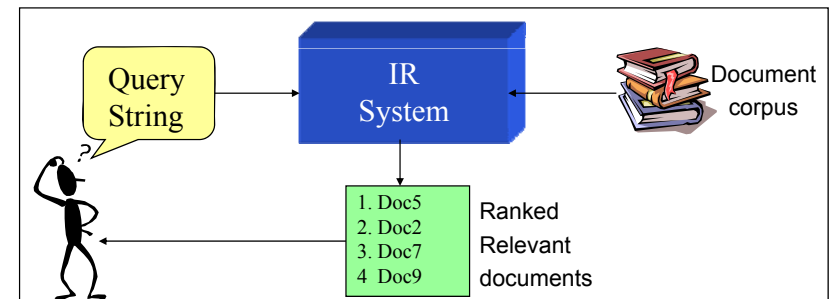 Query
String
?
IR
System
Document
corpus
1. Doc5
2. Doc2
3. Doc7
4 Doc9
Ranked
Relevant
documents